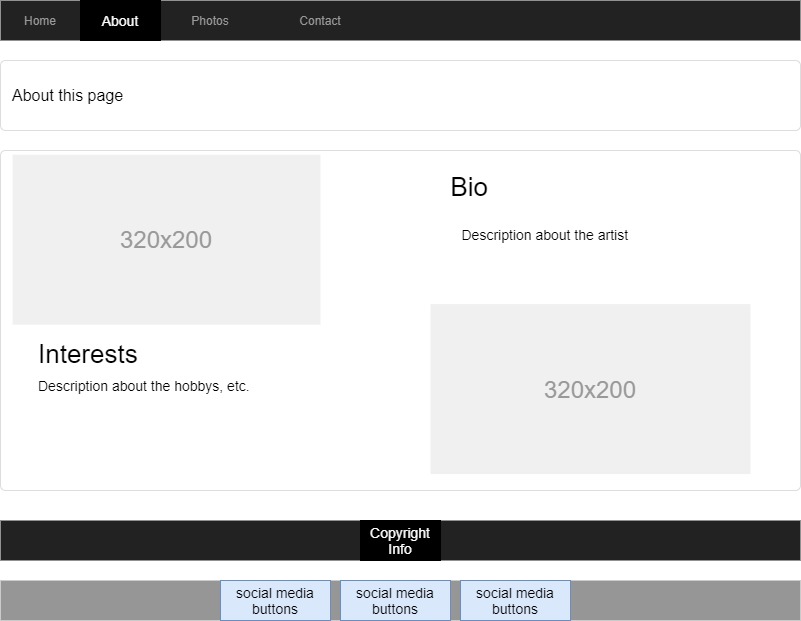 Home
About
Photos
Contact
About this page
320x200
Bio
Description about the artist
Interests
Description about the hobbys, etc.
320x200
Copyright
Info
social media
buttons
social media
buttons
social media
buttons